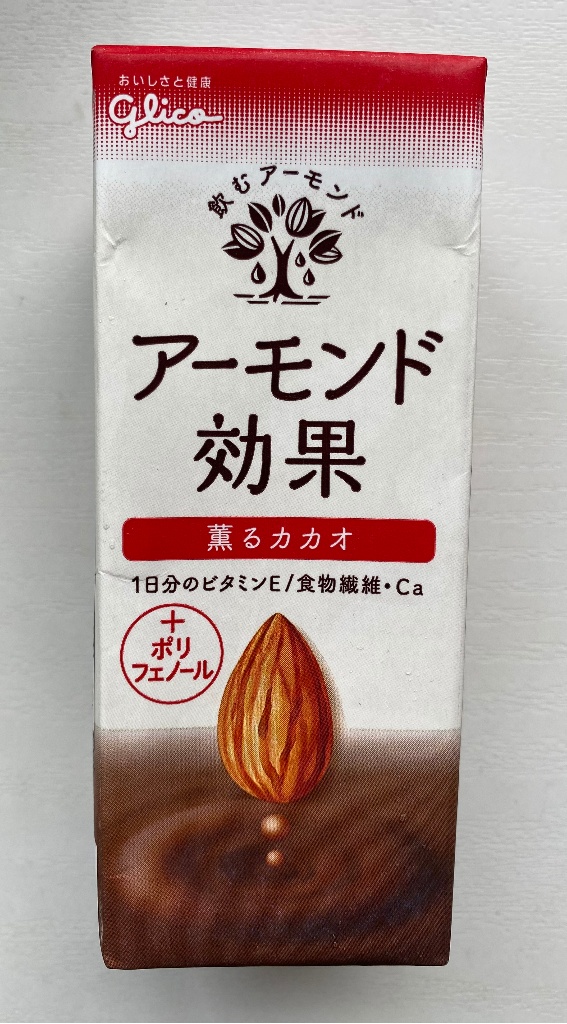 おいしさと健康
glico
飲むアーモンド
アーモンド
効果
薫るカカオ
1日分のビタミンE/食物繊維・Ca
+
ポリ
フェノール